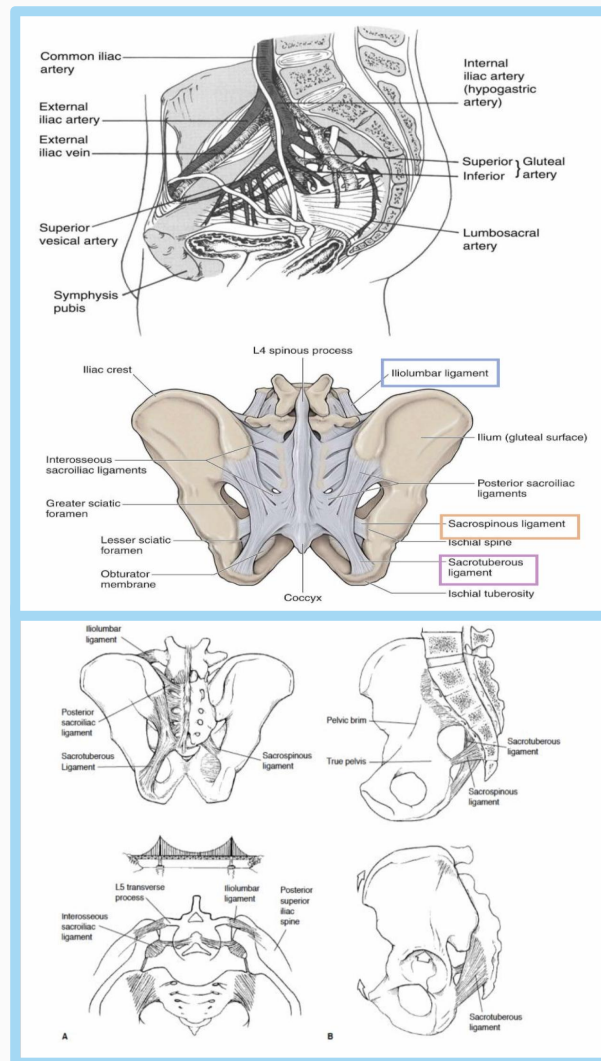 Common iliac
artery
External
iliac artery
External
iliac vein
Superior
vesical artery
Symphysis
pubis
Internal
iliac artery
(hypogastric
artery)
Superior
Inferior
Gluteal
artery
Lumbosacral
artery
L4 spinous process
Iliac crest
Iliolumbar ligament
Ilium (gluteal surface)
Interosseous
sacroiliac ligaments
Posterior sacroiliac
ligaments
Greater sciatic
foramen
Sacrospinous ligament
Ischial spine
Lesser sciatic
foramen
Sacrotuberous
ligament
Obturator
membrane
Coccyx
Ischial tuberosity
Iliolumbar
ligament
Posterior
sacroiliac
ligament
Sacrotuberous
Ligament
Sacrospinous
ligament
Pelvic brim
True pelvis
Sacrotuberous
ligament
Sacrospinous
ligament
L5 transverse
process
Iliolumbar
ligament
Posterior
superior
iliac
spine
Interosseous
sacroiliac
ligament
Sacrotuberous
ligament
A
B